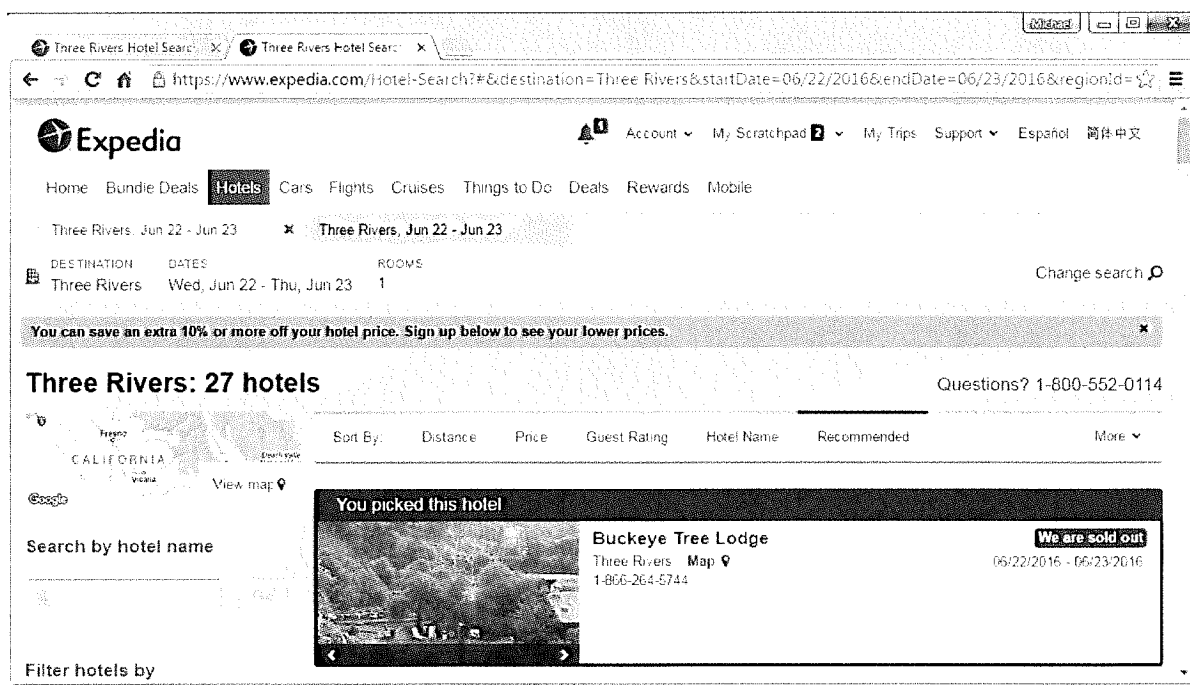 Michael
Three Rivers Hotel Searc × Three Rivers Hotel Searc ×
https://www.expedia.com/Hotel-Search?#&destination=Three Rivers&startDate=06/22/2016&endDate=06/23/2016&regionId=
Expedia 1 Account My Scratchpad 2 My Trips Support Español 简体中文
Home Bundle Deals Hotels Cars Flights Cruises Things to Do Deals Rewards Mobile
Three Rivers, Jun 22 - Jun 23 × Three Rivers, Jun 22 - Jun 23
DESTINATION DATES ROOMS
Three Rivers Wed, Jun 22 - Thu, Jun 23 1 Change search
You can save an extra 10% or more off your hotel price. Sign up below to see your lower prices. ×
Three Rivers: 27 hotels Questions? 1-800-552-0114
Sort By: Distance Price Guest Rating Hotel Name Recommended More
Fresno
CALIFORNIA
Death Valle
Visalia
View map
Google
You picked this hotel
Search by hotel name
Buckeye Tree Lodge We are sold out
Three Rivers Map 06/22/2016 - 06/23/2016
1-866-264-5744
Filter hotels by